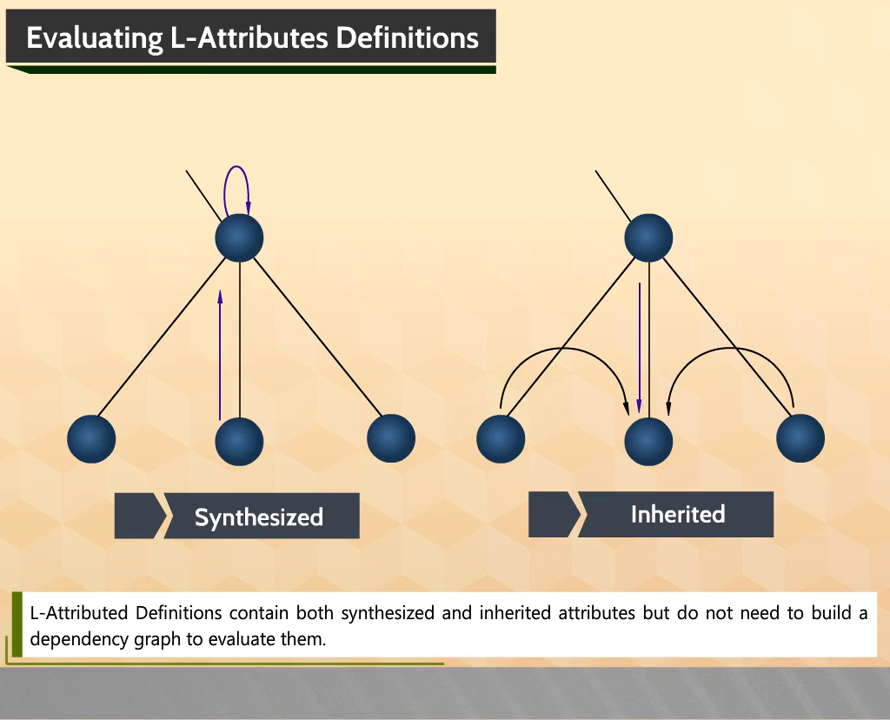 Evaluating L-Attributes Definitions
Synthesized
Inherited
L-Attributed Definitions contain both synthesized and inherited attributes but do not need to build a
dependency graph to evaluate them.